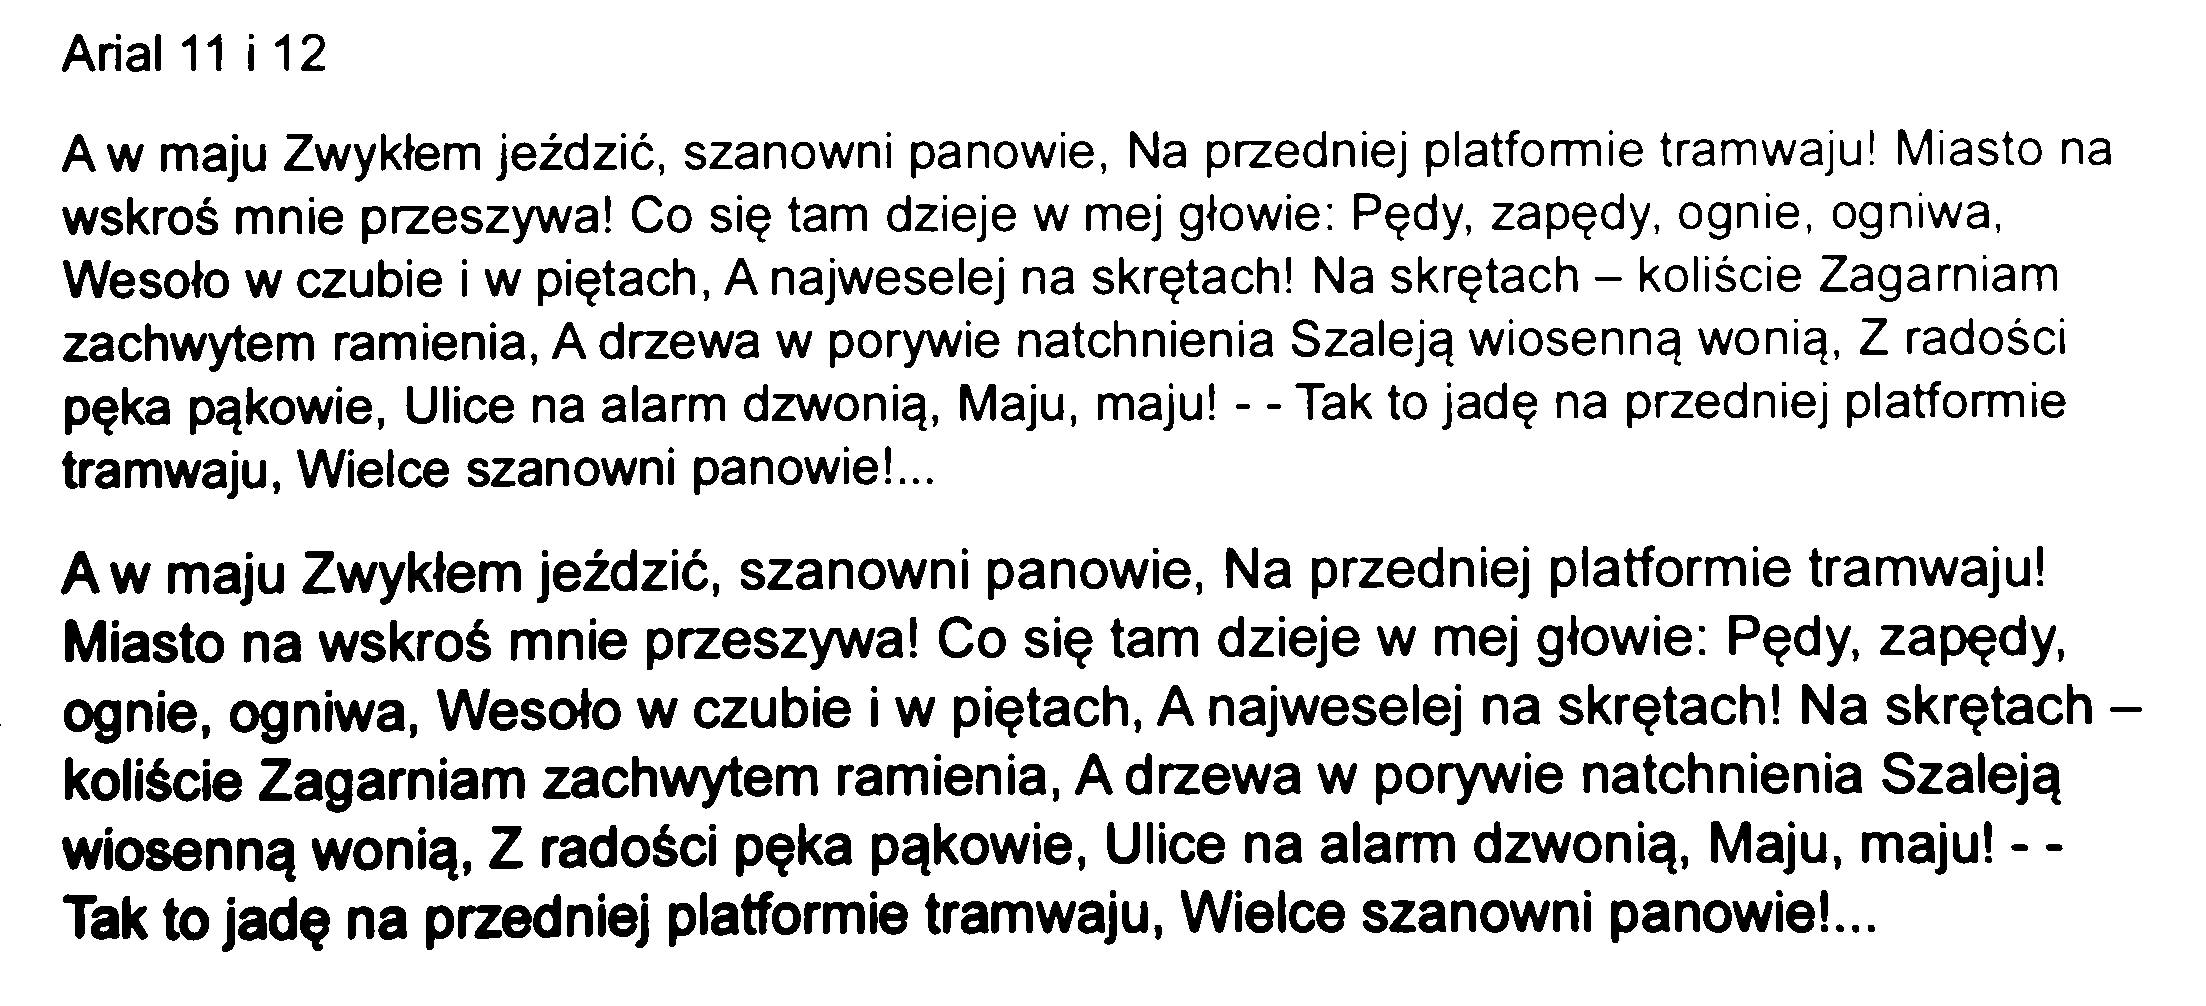 Arial 11 i 12
A w maju Zwykłem jeździć, szanowni panowie, Na przedniej platformie tramwaju! Miasto na
wskroś mnie przeszywa! Co się tam dzieje w mej głowie: Pędy, zapędy, ognie, ogniwa,
Wesoło w czubie i w piętach, A najweselej na skrętach! Na skrętach – koliście Zagarniam
zachwytem ramienia, A drzewa w porywie natchnienia Szaleją wiosenną wonią, Z radości
pęka pąkowie, Ulice na alarm dzwonią, Maju, maju! - - Tak to jadę na przedniej platformie
tramwaju, Wielce szanowni panowie!...
A w maju Zwykłem jeździć, szanowni panowie, Na przedniej platformie tramwaju!
Miasto na wskroś mnie przeszywa! Co się tam dzieje w mej głowie: Pędy, zapędy,
ognie, ogniwa, Wesoło w czubie i w piętach, A najweselej na skrętach! Na skrętach –
koliście Zagarniam zachwytem ramienia, A drzewa w porywie natchnienia Szaleją
wiosenną wonią, Z radości pęka pąkowie, Ulice na alarm dzwonią, Maju, maju! - -
Tak to jadę na przedniej platformie tramwaju, Wielce szanowni panowie!...